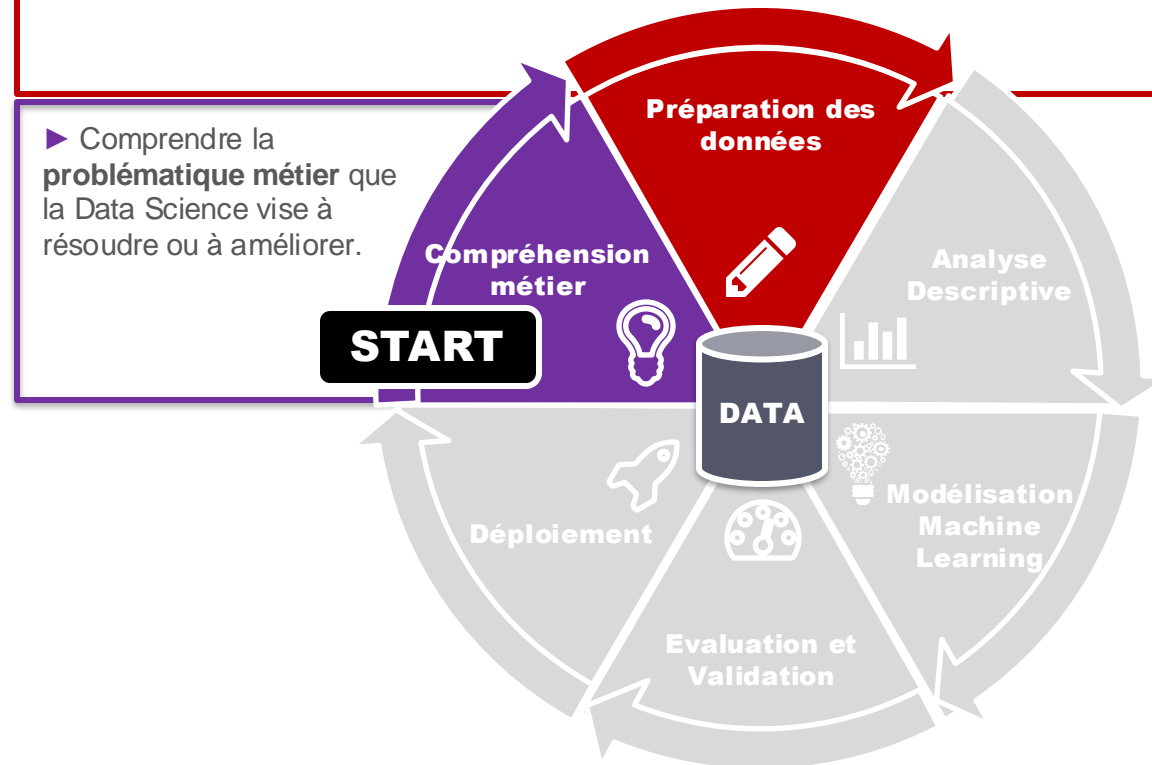 ► Comprendre la
problématique métier que
la Data Science vise à
résoudre ou à améliorer.
START
Compréhension
métier
Préparation des
données
Analyse
Descriptive
Modélisation
Machine
Learning
Evaluation et
Validation
Déploiement
DATA